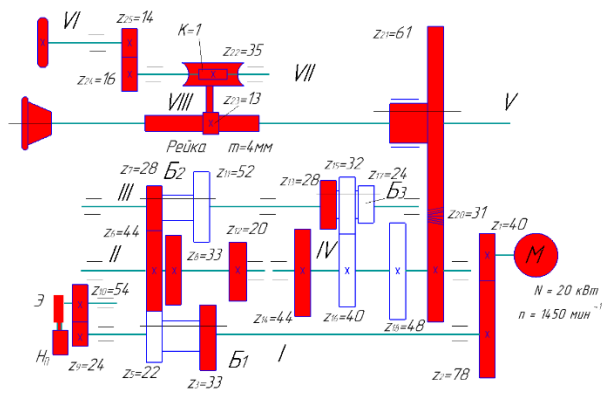 VI
z₂₅=14
K=1
z₂₂=35
z₂₁=61
z₂₄=16
VII
VIII
z₂₃=13
V
Рейка m=4мм
z₇=28
Б2
z₁₁=52
z₁₅=32
z₁₃=28
z₁₇=24
Б3
III
z₂₀=31
z₆=44
z₁₂=20
z₁=40
II
z₈=33
IV
М
z₁₀=54
N = 20 кВт
Э
n = 1450 мин⁻¹
z₁₄=44
z₁₆=40
z₁₈=48
Нп
z₉=24
Б1
I
z₅=22
z₃=33
z₂=78